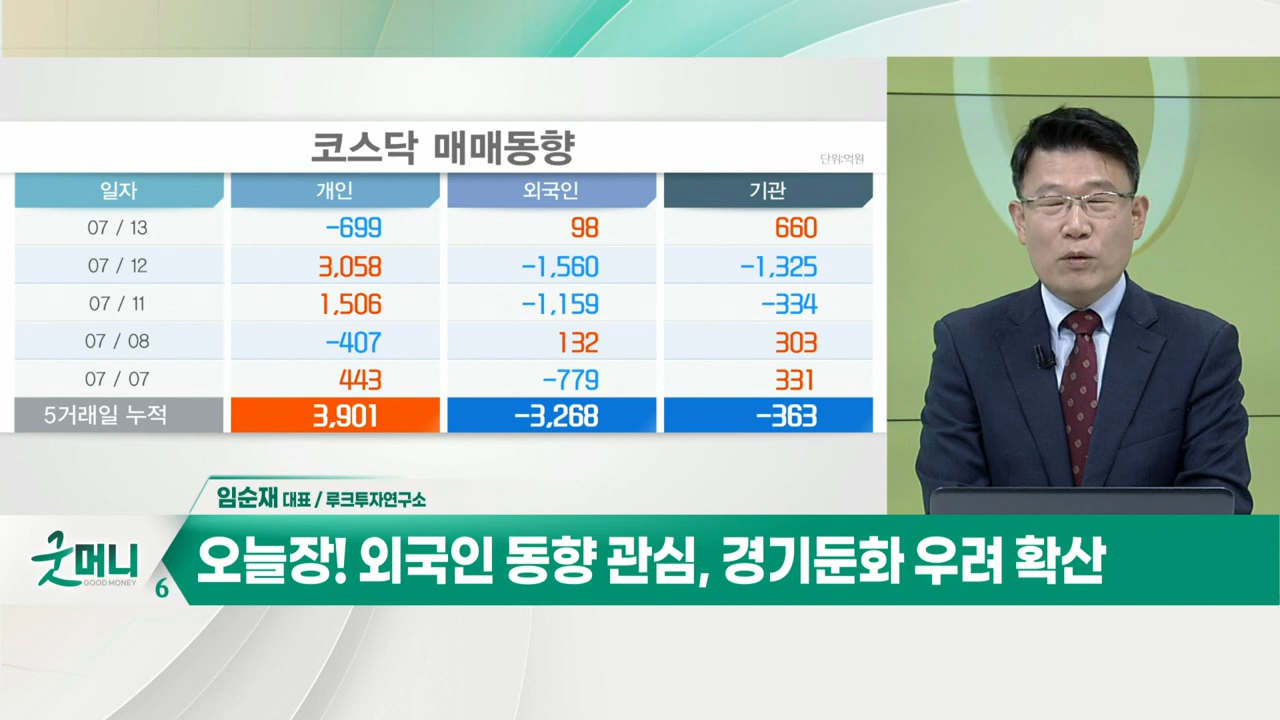 코스닥 매매동향
단위:억원
일자 개인 외국인 기관
07 / 13 -699 98 660
07 / 12 3,058 -1,560 -1,325
07 / 11 1,506 -1,159 -334
07 / 08 -407 132 303
07 / 07 443 -779 331
5거래일 누적 3,901 -3,268 -363
임순재 대표 / 루크투자연구소
굿머니
GOOD MONEY
6
오늘장! 외국인 동향 관심, 경기둔화 우려 확산